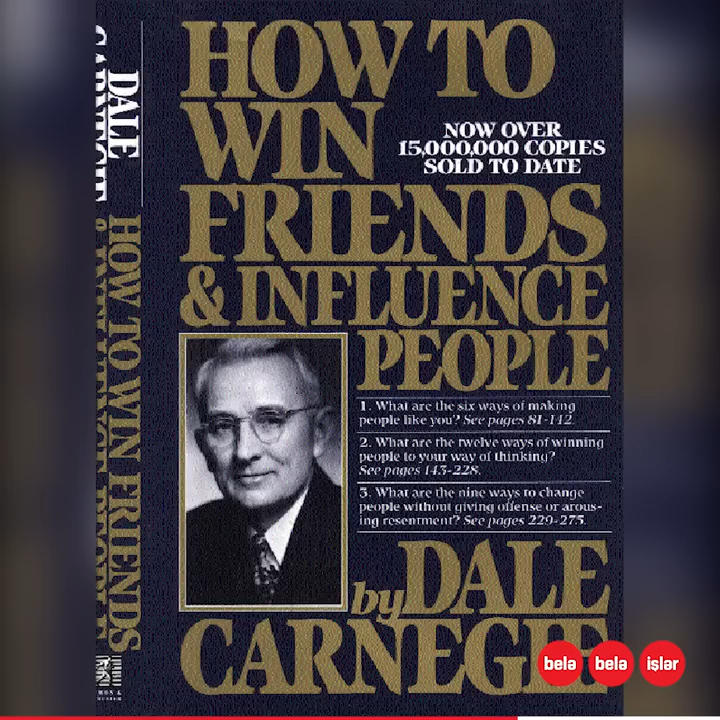 DALE
HOW TO WIN FRIENDS
HOW TO
WIN
FRIENDS
& INFLUENCE
PEOPLE
NOW OVER
15,000,000 COPIES
SOLD TO DATE
1. What are the six ways of making
people like you? See pages 81-142.
2. What are the twelve ways of winning
people to your way of thinking?
See pages 143-228.
3. What are the nine ways to change
people without giving offense or arous-
ing resentment? See pages 229-275.
by DALE
CARNEGIE
belə belə işlər